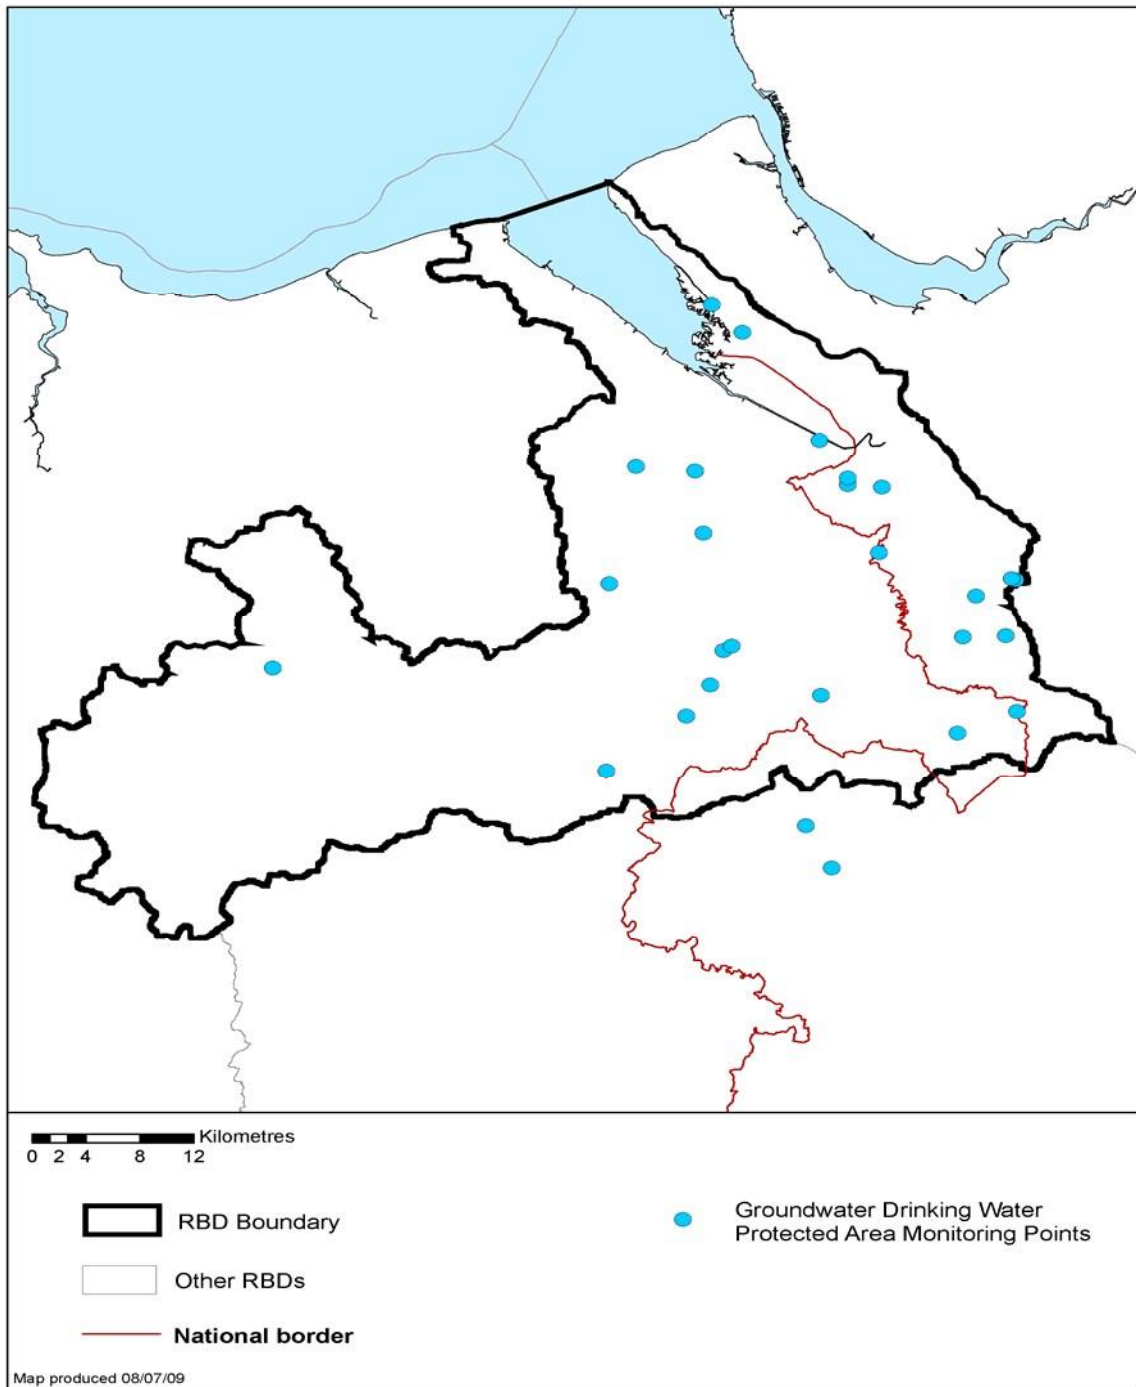 Kilometres
0 2 4 8 12
RBD Boundary
Groundwater Drinking Water
Protected Area Monitoring Points
Other RBDs
National border
Map produced 08/07/09